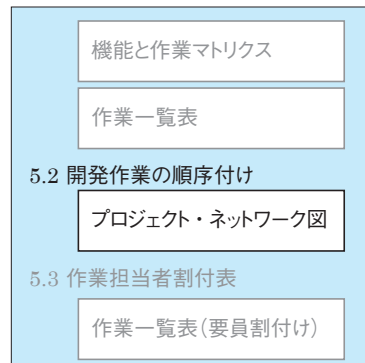 機能と作業マトリクス
作業一覧表
5.2 開発作業の順序付け
プロジェクト・ネットワーク図
5.3 作業担当者割付表
作業一覧表(要員割付け)